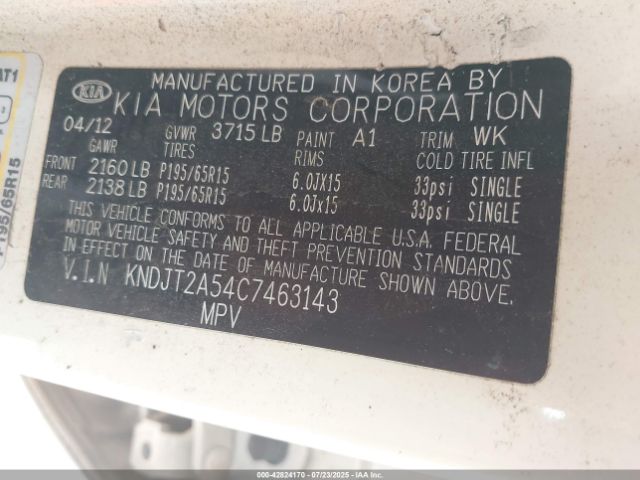 MANUFACTURED IN KOREA BY
KIA KIA MOTORS CORPORATION
04/12 GVWR 3715 LB PAINT A1 TRIM WK
GAWR TIRES RIMS COLD TIRE INFL
FRONT 2160 LB P195/65R15 6.0JX15 33psi SINGLE
REAR 2138 LB P195/65R15 6.0Jx15 33psi SINGLE
THIS VEHICLE CONFORMS TO ALL APPLICABLE U.S.A. FEDERAL
MOTOR VEHICLE SAFETY AND THEFT PREVENTION STANDARDS
IN EFFECT ON THE DATE OF MANUFACTURE SHOWN ABOVE.
V.I.N KNDJT2A54C7463143
MPV
P195/65R15
000-42824170 - 07/23/2025 - IAAI.COM